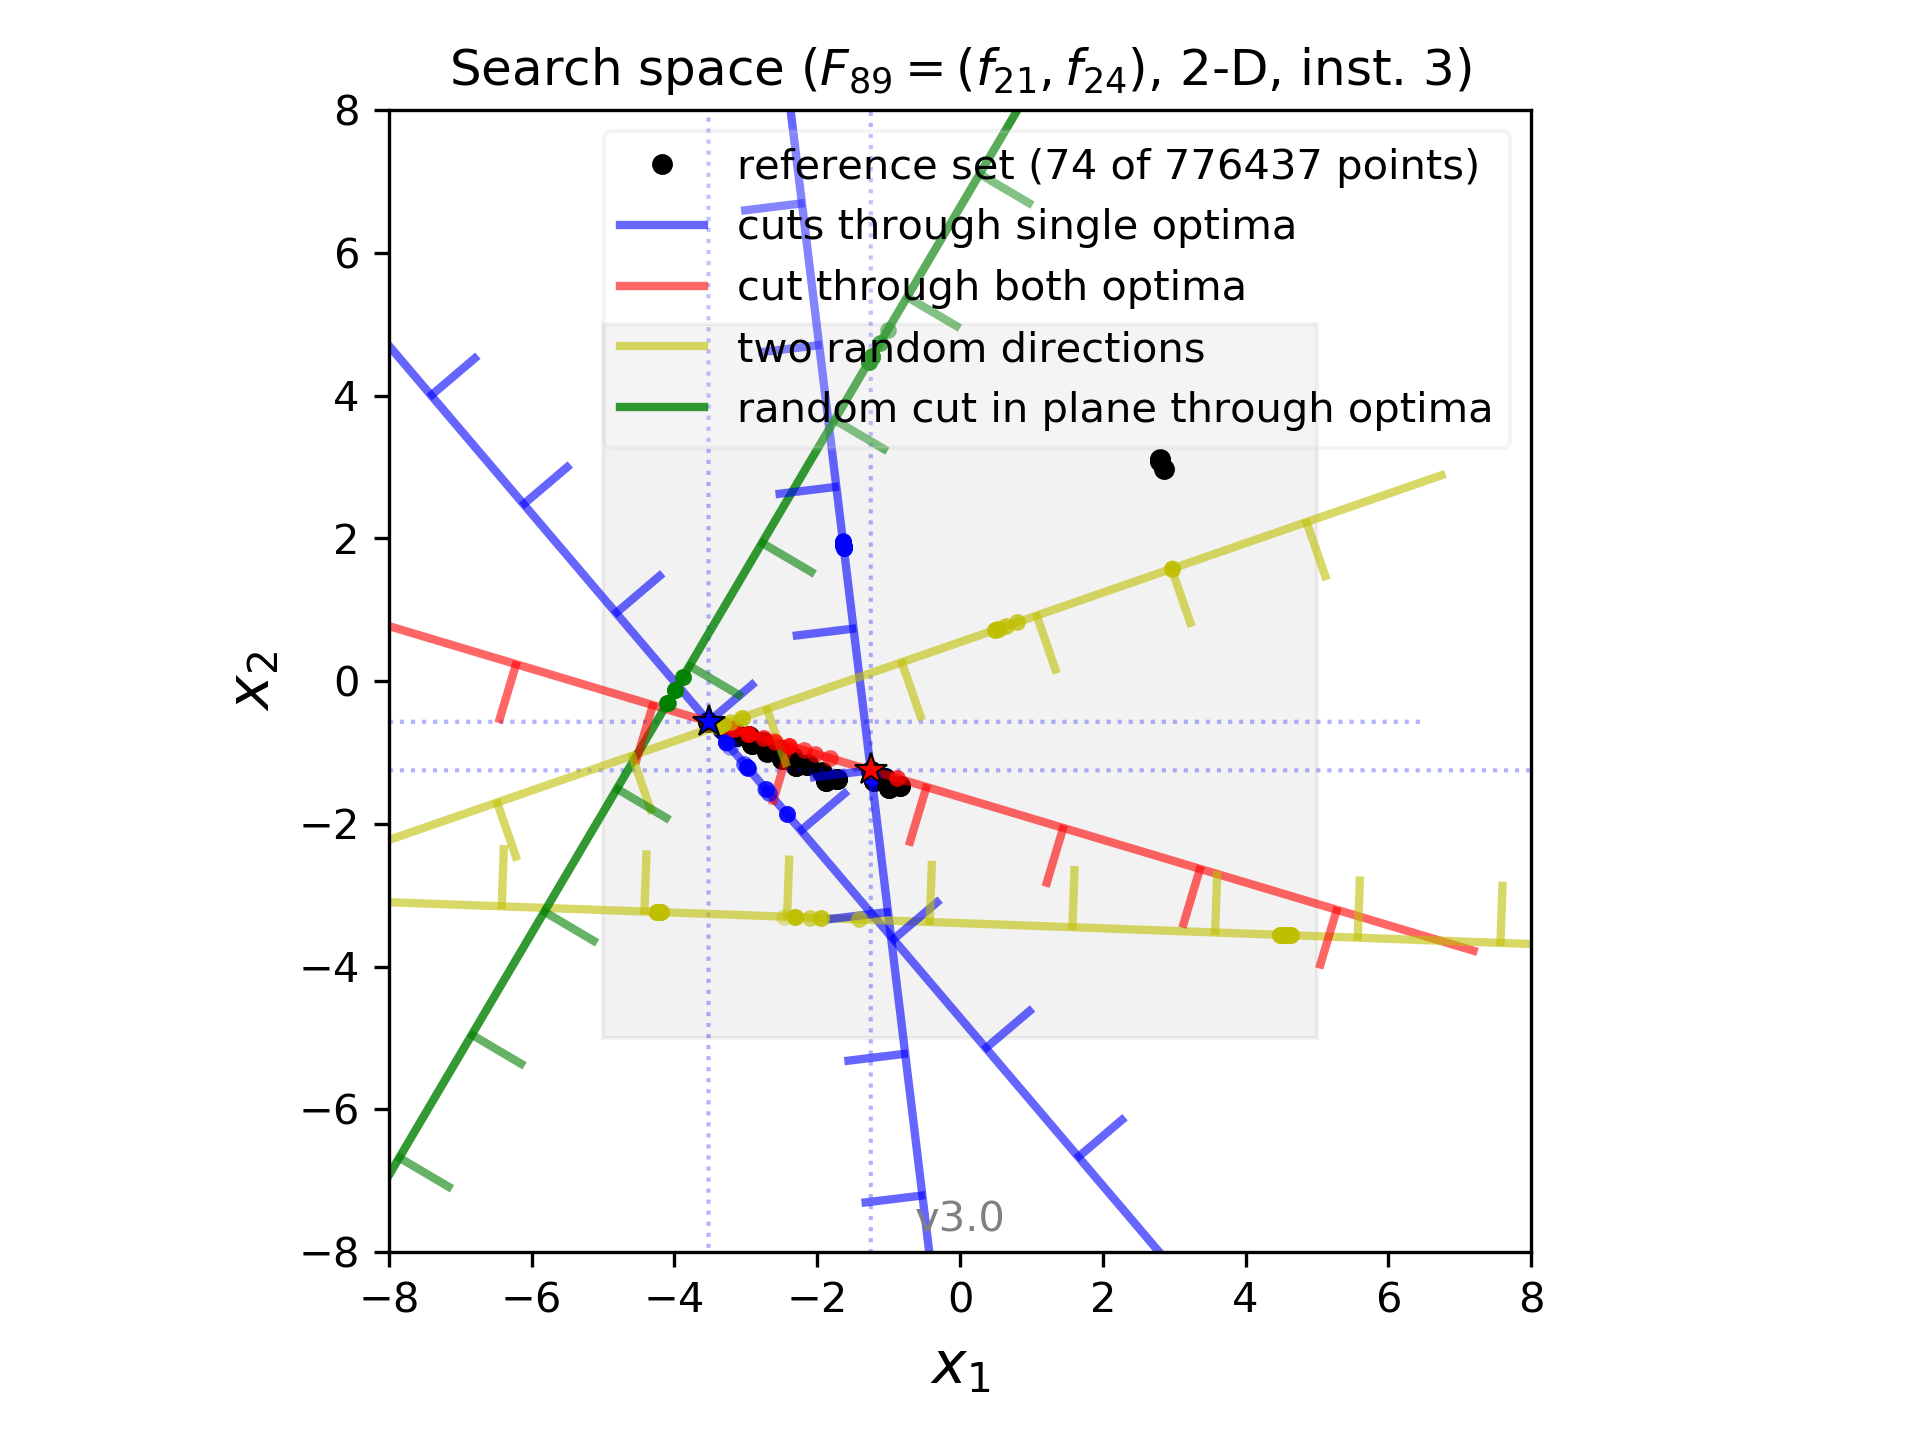 Search space (F89 = (f21, f24), 2-D, inst. 3)
8
6
4
2
0
−2
−4
−6
−8
x2
reference set (74 of 776437 points)
cuts through single optima
cut through both optima
two random directions
random cut in plane through optima
v3.0
−8 −6 −4 −2 0 2 4 6 8
x1